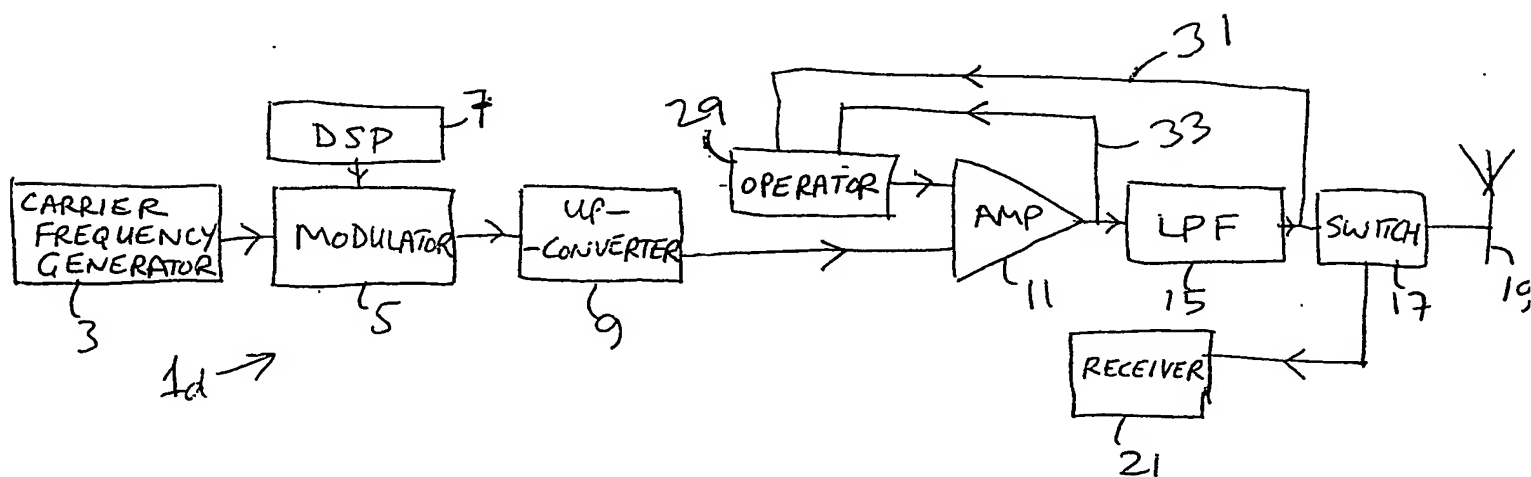 31
DSP
7
29
33
OPERATOR
CARRIER
FREQUENCY
GENERATOR
MODULATOR
UP-
-CONVERTER
AMP
LPF
SWITCH
3
5
9
11
15
17
19
1d
RECEIVER
21